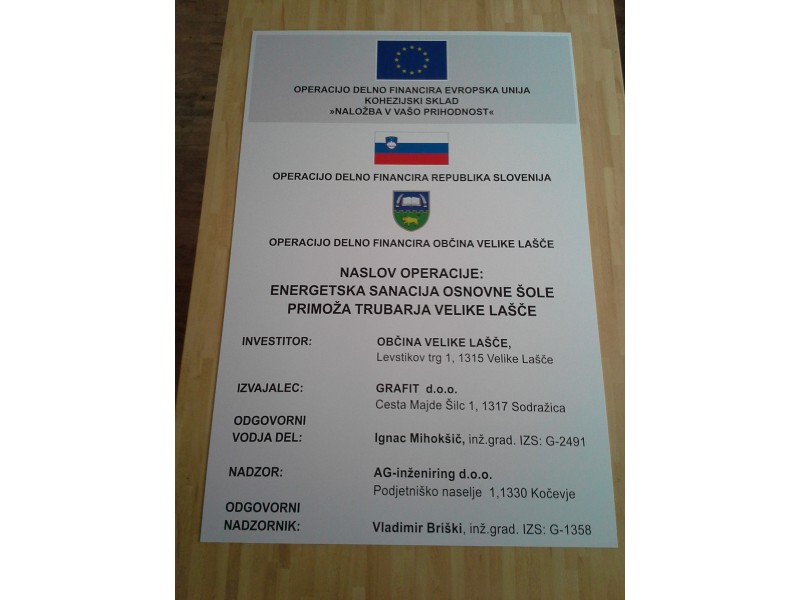 OPERACIJO DELNO FINANCIRA EVROPSKA UNIJA
KOHEZIJSKI SKLAD
»NALOŽBA V VAŠO PRIHODNOST«
OPERACIJO DELNO FINANCIRA REPUBLIKA SLOVENIJA
OPERACIJO DELNO FINANCIRA OBČINA VELIKE LAŠČE
NASLOV OPERACIJE:
ENERGETSKA SANACIJA OSNOVNE ŠOLE
PRIMOŽA TRUBARJA VELIKE LAŠČE
INVESTITOR: OBČINA VELIKE LAŠČE,
Levstikov trg 1, 1315 Velike Lašče
IZVAJALEC: GRAFIT d.o.o.
Cesta Majde Šilc 1, 1317 Sodražica
ODGOVORNI
VODJA DEL: Ignac Mihokšič, inž.grad. IZS: G-2491
NADZOR: AG-inženiring d.o.o.
Podjetniško naselje 1,1330 Kočevje
ODGOVORNI
NADZORNIK: Vladimir Briški, inž.grad. IZS: G-1358